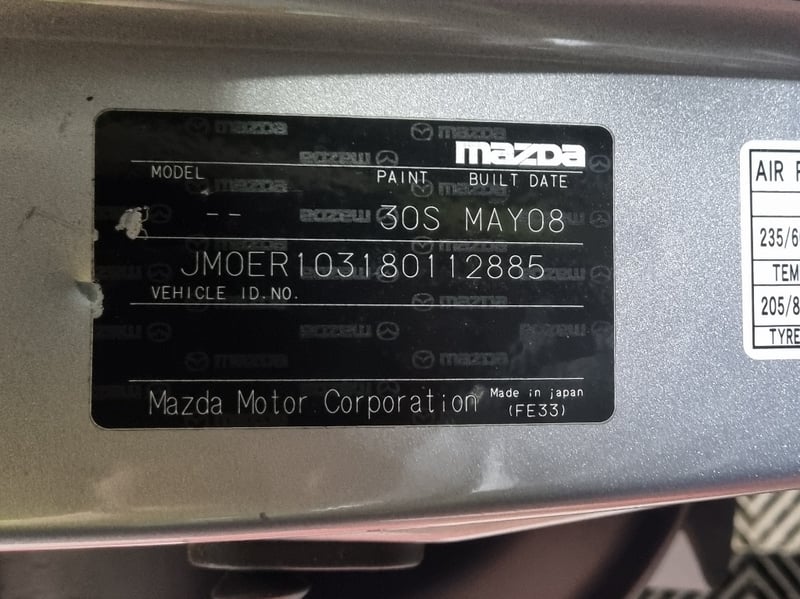 mazda
MODEL PAINT BUILT DATE
-- 30S MAY08
JM0ER103180112885
VEHICLE ID.NO.
Mazda Motor Corporation Made in japan
(FE33)
AIR
235/6
TEM
205/8
TYRE